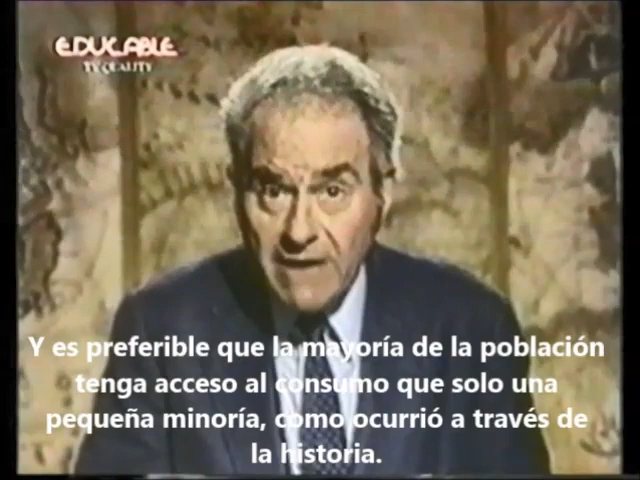 EDUCABLE
TV QUALITY
Y es preferible que la mayoría de la población
tenga acceso al consumo que solo una
pequeña minoría, como ocurrió a través de
la historia.